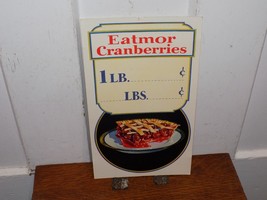 Eatmor
Cranberries
1 LB. ¢
LBS. ¢